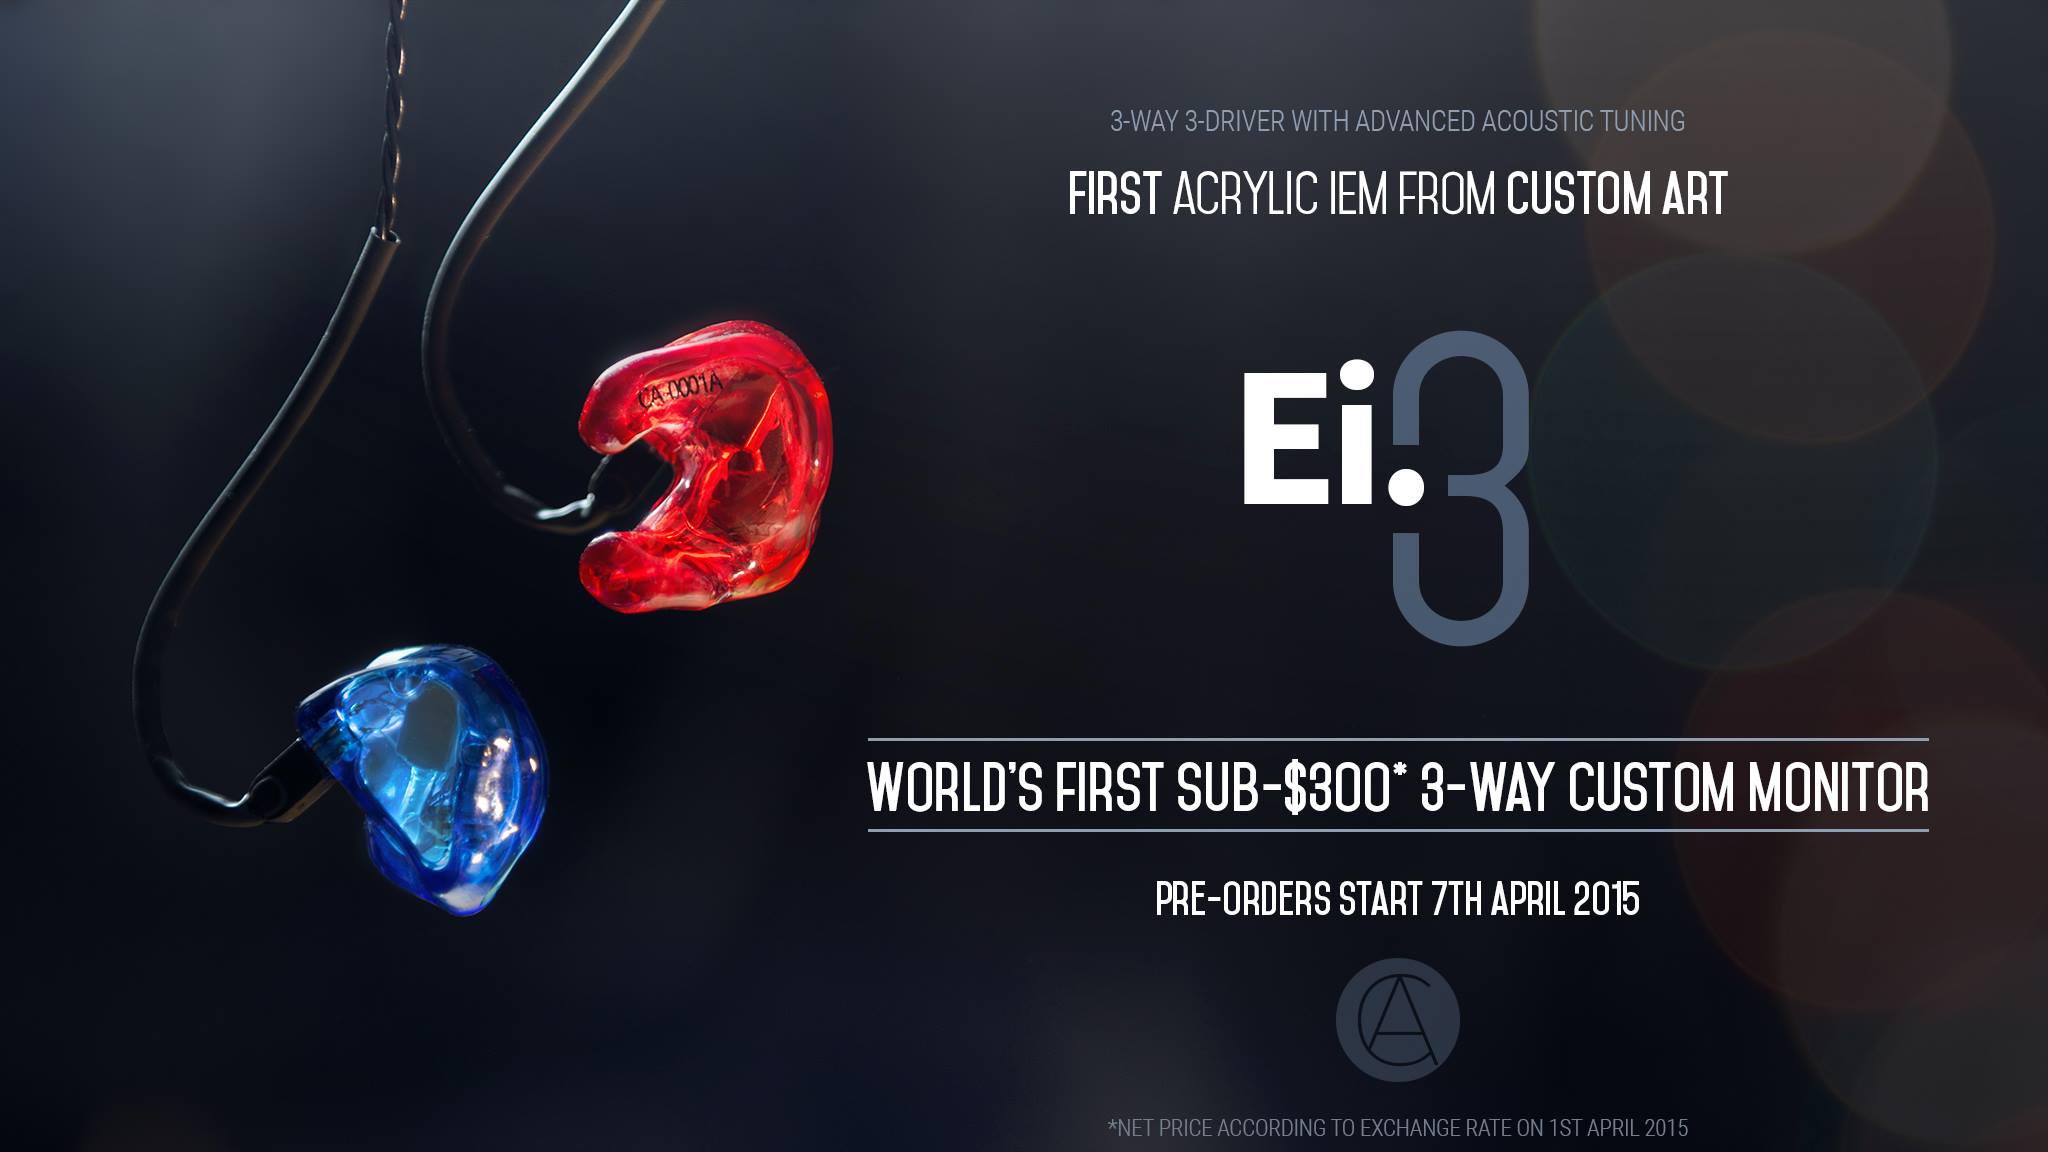 3-WAY 3-DRIVER WITH ADVANCED ACOUSTIC TUNING
FIRST ACRYLIC IEM FROM CUSTOM ART
CA-0001A
Ei.3
WORLD'S FIRST SUB-$300* 3-WAY CUSTOM MONITOR
PRE-ORDERS START 7TH APRIL 2015
CA
*NET PRICE ACCORDING TO EXCHANGE RATE ON 1ST APRIL 2015